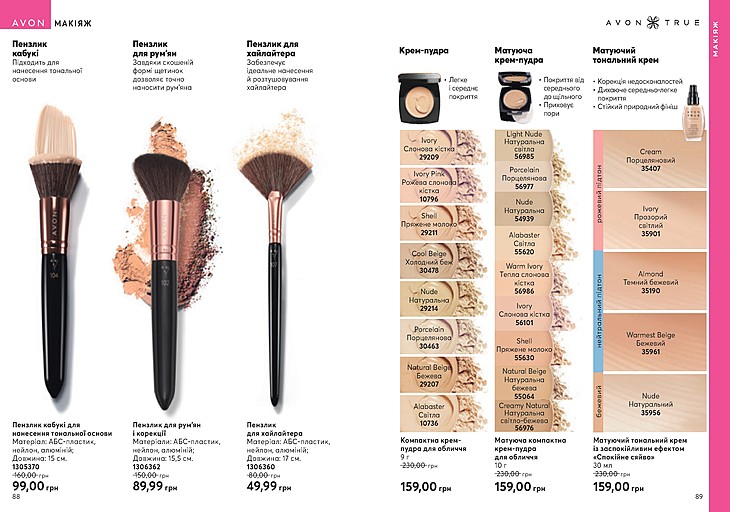 AVON МАКІЯЖ
Пензлик
кабукі
Підходить для
нанесення тональної
основи
Пензлик
для рум'ян
Завдяки скошеній
формі щетинок
дозволяє точно
наносити рум'яна
Пензлик для
хайлайтера
Забезпечує
ідеальне нанесення
й розтушовування
хайлайтера
AVON
104
102
107
Пензлик кабукі для
нанесення тональної основи
Матеріал: АБС-пластик,
нейлон, алюміній;
Довжина: 15 см.
1305370
160,00 грн
99,00 грн
Пензлик для рум'ян
і корекції
Матеріали: АБС-пластик,
нейлон, алюміній;
Довжина: 15,5 см.
1306362
150,00 грн
89,99 грн
Пензлик
для хайлайтера
Матеріали: АБС-пластик,
нейлон, алюміній;
Довжина: 17 см.
1306360
80,00 грн
49,99 грн
88
AVON TRUE
МАКІЯЖ
Крем-пудра
• Легке
і середнє
покриття
Матуюча
крем-пудра
• Покриття від
середнього
до щільного
• Приховує
пори
Матуючий
тональний крем
• Корекція недосконалостей
• Дихаюче середньо-легке
покриття
• Стійкий природний фініш
Ivory
Слонова кістка
29209
Ivory Pink
Рожева слонова
кістка
10796
Shell
Пряжене молоко
29211
Cool Beige
Холодний беж
30478
Nude
Натуральна
29214
Porcelain
Порцелянова
30463
Natural Beige
Бежева
29207
Alabaster
Світла
10736
Light Nude
Натуральна
світла
56985
Porcelain
Порцелянова
56977
Nude
Натуральна
54939
Alabaster
Світла
55620
Warm Ivory
Тепла слонова
кістка
56986
Ivory
Слонова кістка
56101
Shell
Пряжене молоко
55630
Natural Beige
Натуральна
бежева
55064
Creamy Natural
Натуральна
світло-бежева
56976
рожевий підтон
нейтральний підтон
бежевий
Cream
Порцеляновий
35407
Ivory
Прозорий
світлий
35901
Almond
Темний бежевий
35190
Warmest Beige
Бежевий
35961
Nude
Натуральний
35956
Компактна крем-
пудра для обличчя
9 г
230,00 грн
159,00 грн
Матуюча компактна
крем-пудра
для обличчя
10 г
230,00 грн
159,00 грн
Матуючий тональний крем
із заспокійливим ефектом
«Спокійне сяйво»
30 мл
230,00 грн
159,00 грн
89